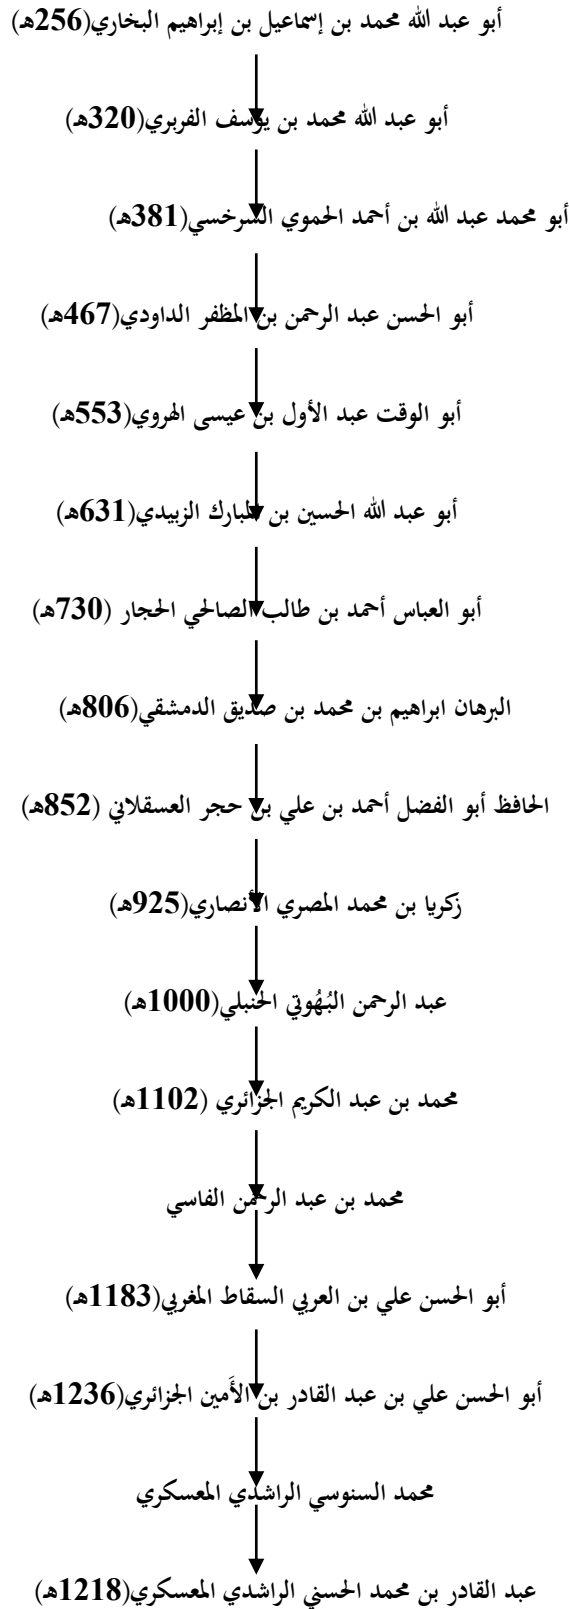 أبو عبد الله محمد بن إسماعيل بن إبراهيم البخاري(256هـ)
أبو عبد الله محمد بن يوسف الفربري(320هـ)
أبو محمد عبد الله بن أحمد الحموي السرخسي(381هـ)
أبو الحسن عبد الرحمن بن المظفر الداودي(467هـ)
أبو الوقت عبد الأول بن عيسى الهروي(553هـ)
أبو عبد الله الحسين بن المبارك الزبيدي(631هـ)
أبو العباس أحمد بن طالب الصالحي الحجار (730هـ)
البرهان ابراهيم بن محمد بن صديق الدمشقي(806هـ)
الحافظ أبو الفضل أحمد بن علي بن حجر العسقلاني (852هـ)
زكريا بن محمد المصري الأنصاري(925هـ)
عبد الرحمن البُهُوتي الحنبلي(1000هـ)
محمد بن عبد الكريم الجزائري (1102هـ)
محمد بن عبد الرحمن الفاسي
أبو الحسن علي بن العربي السقاط المغربي(1183هـ)
أبو الحسن علي بن عبد القادر بن الأَمين الجزائري(1236هـ)
محمد السنوسي الراشدي المعسكري
عبد القادر بن محمد الحسني الراشدي المعسكري(1218هـ)